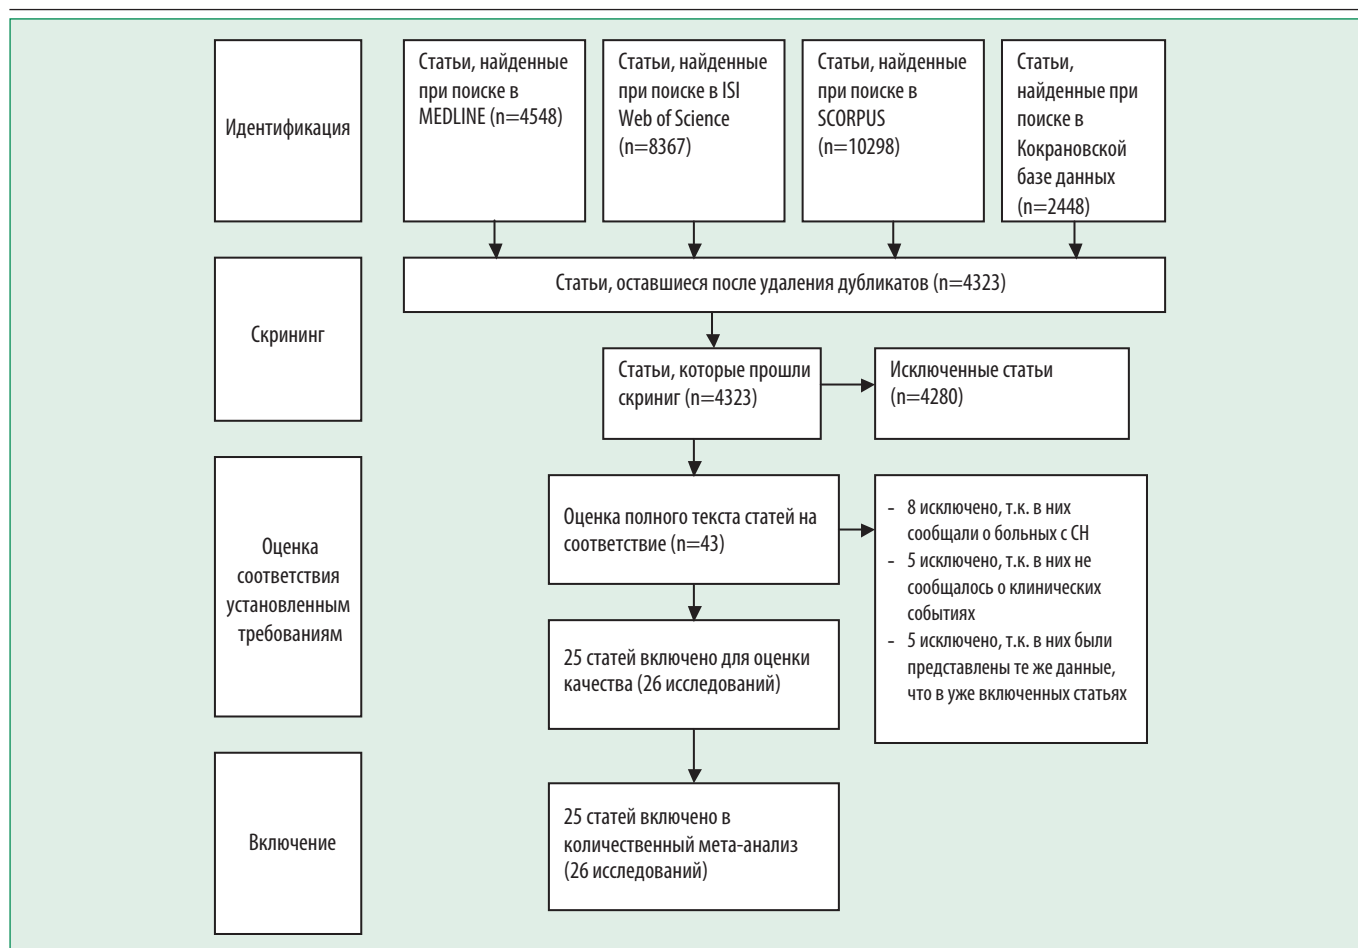 Идентификация
Статьи, найденные
при поиске в
MEDLINE (n=4548)
Статьи, найденные
при поиске в ISI
Web of Science
(n=8367)
Статьи, найденные
при поиске в
SCORPUS
(n=10298)
Статьи,
найденные при
поиске в
Кокрановской
базе данных
(n=2448)
Скрининг
Статьи, оставшиеся после удаления дубликатов (n=4323)
Статьи, которые прошли
скриниг (n=4323)
Исключенные статьи
(n=4280)
Оценка
соответствия
установленным
требованиям
Оценка полного текста статей на
соответствие (n=43)
- 8 исключено, т.к. в них
сообщали о больных с СН
- 5 исключено, т.к. в них не
сообщалось о клинических
событиях
- 5 исключено, т.к. в них были
представлены те же данные,
что в уже включенных статьях
25 статей включено для оценки
качества (26 исследований)
Включение
25 статей включено в
количественный мета-анализ
(26 исследований)